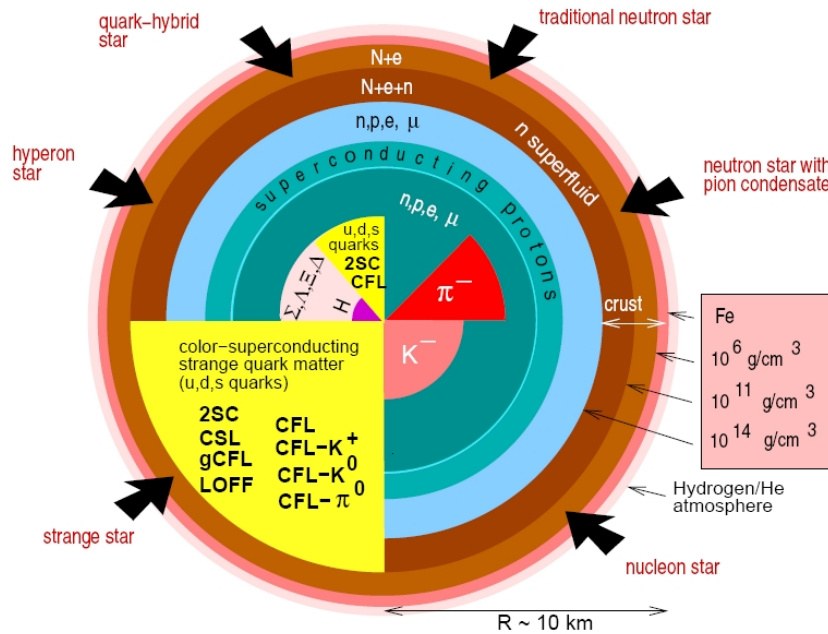 quark-hybrid
star
traditional neutron star
N+e
N+e+n
n,p,e, μ
n superfluid
hyperon
star
neutron star with
pion condensate
superconducting protons
n,p,e, μ
u,d,s
quarks
2SC
CFL
Σ,Λ,Ξ,Δ
H
π⁻
K⁻
crust
Fe
10⁶ g/cm³
10¹¹ g/cm³
10¹⁴ g/cm³
Hydrogen/He
atmosphere
color-superconducting
strange quark matter
(u,d,s quarks)
2SC
CSL
gCFL
LOFF
CFL
CFL-K⁺
CFL-K⁰
CFL-π⁰
strange star
nucleon star
R ~ 10 km